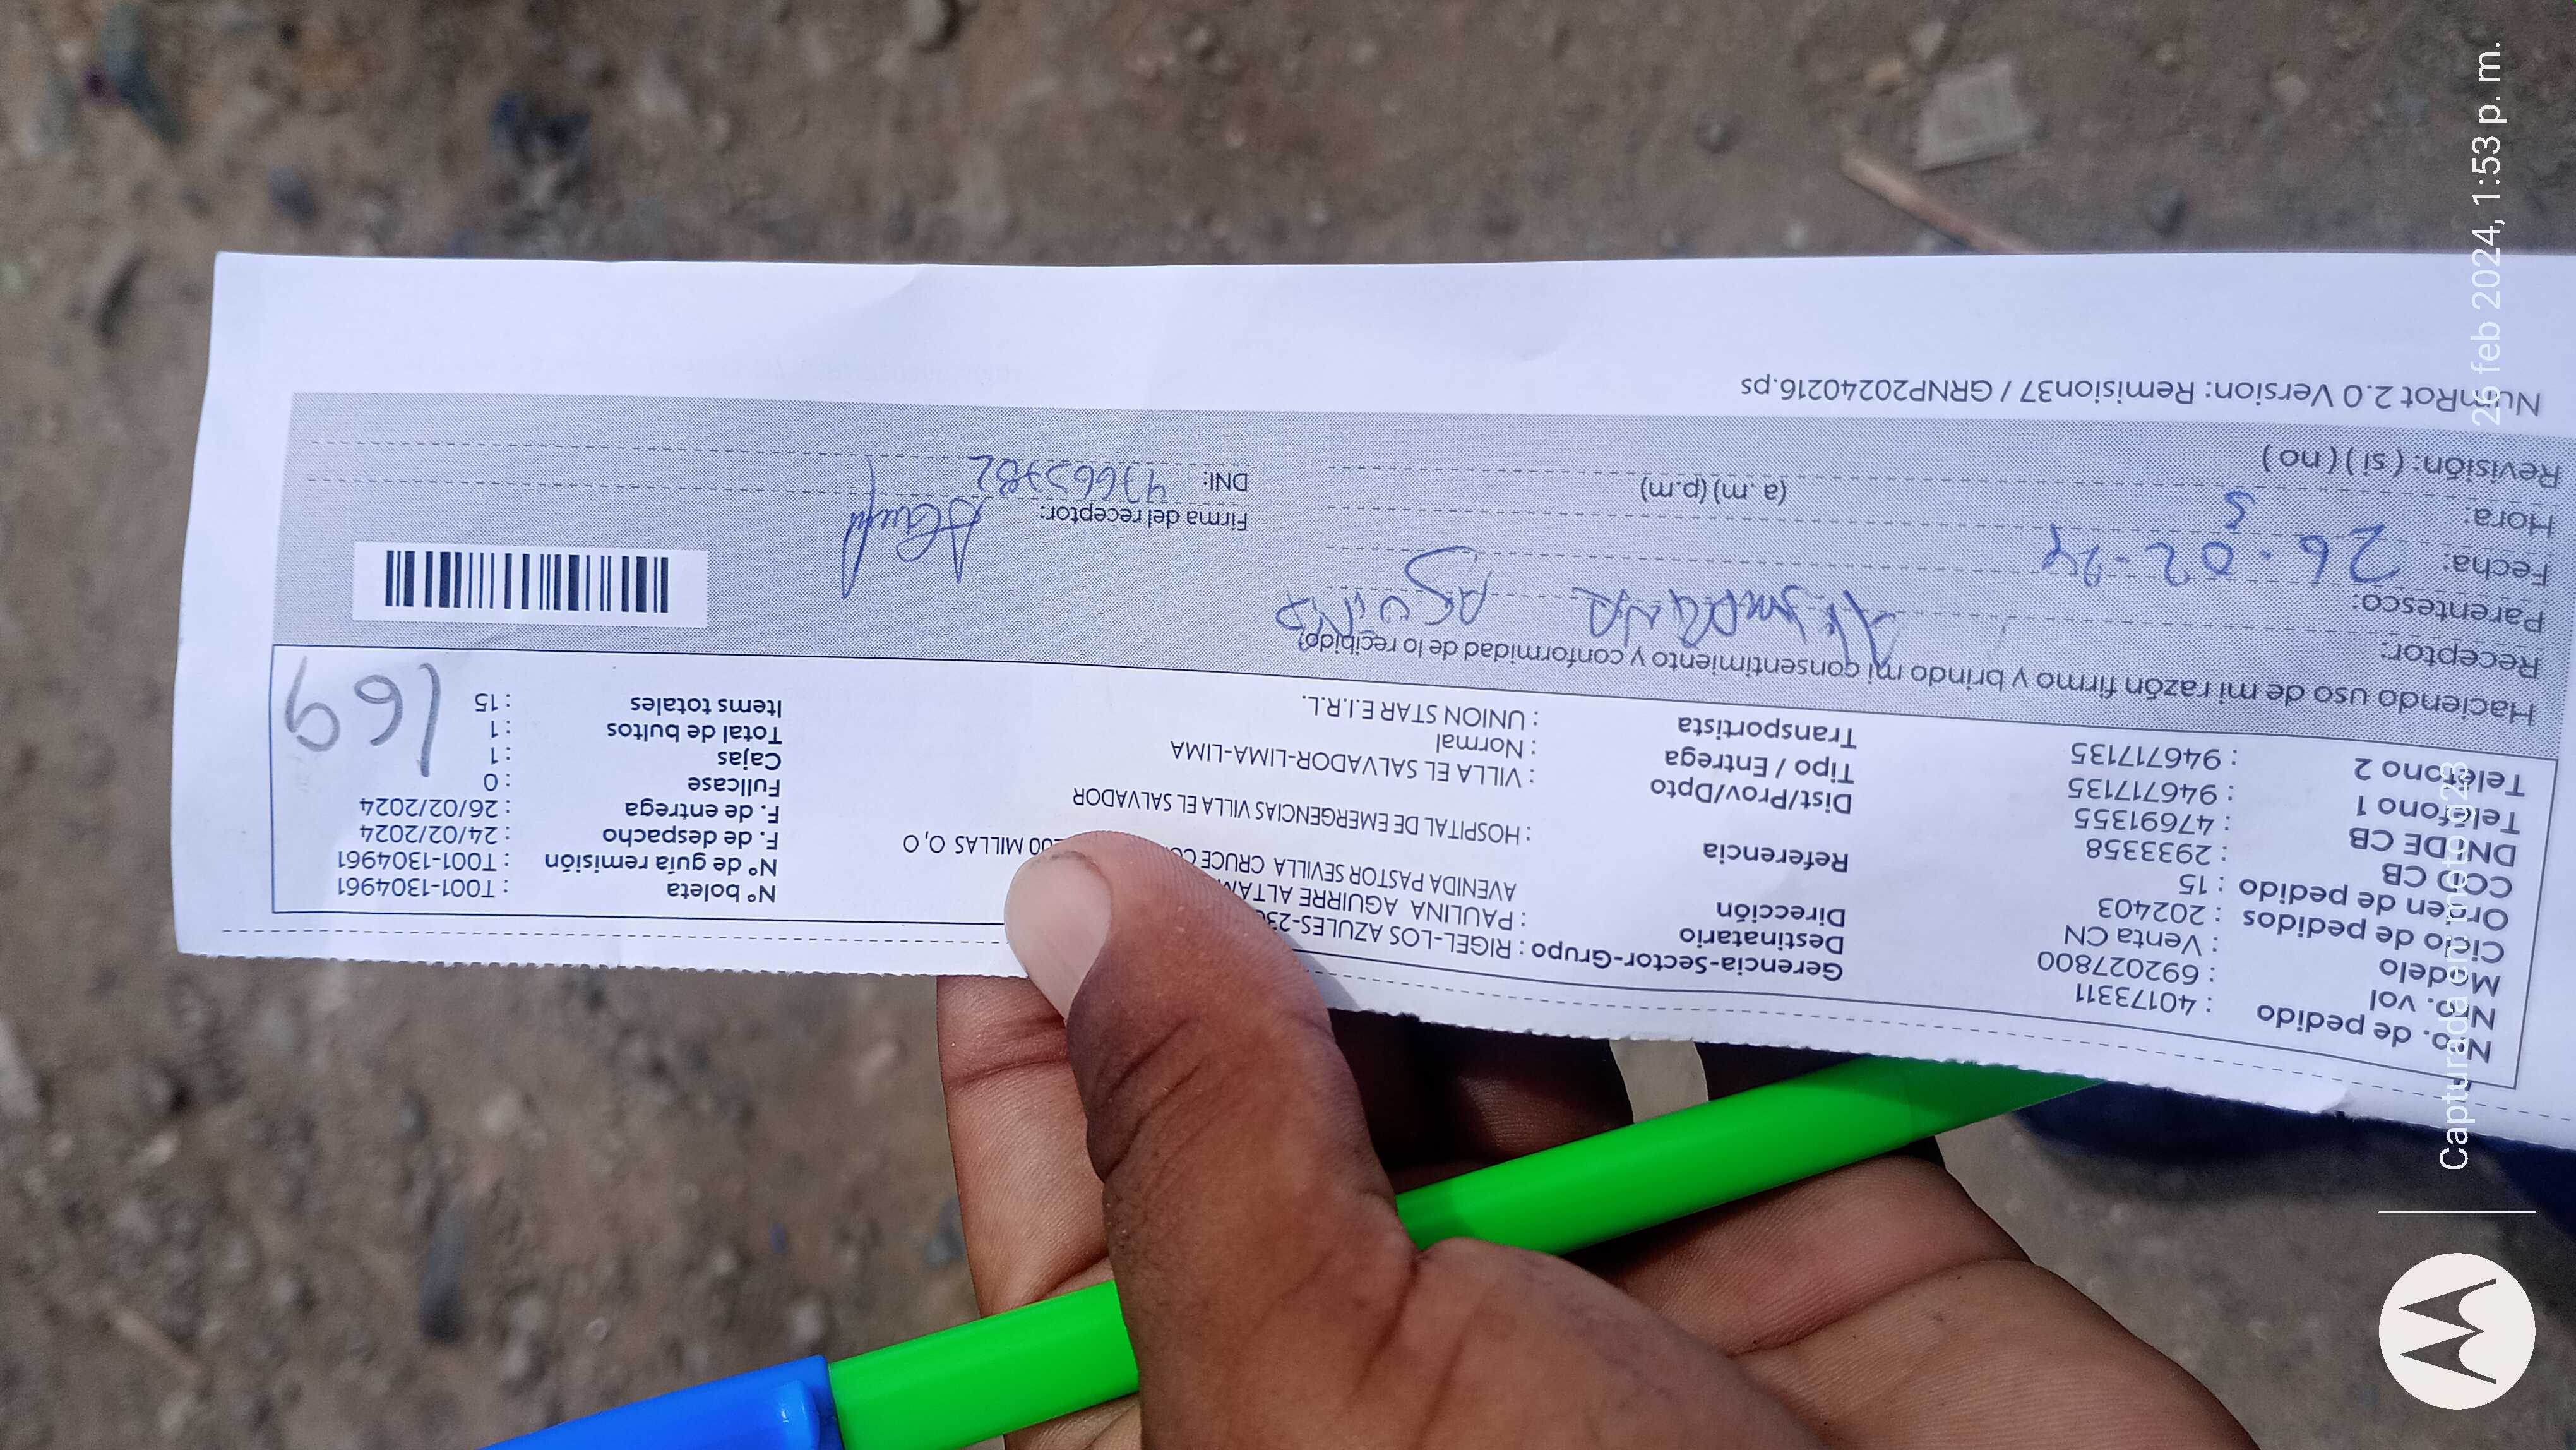 Nro. de pedido : 40173311
Nro. vol : 692027800
Modelo : Venta CN
Ciclo de pedidos : 202403
Orden de pedido : 15
COD CB : 2933358
DNI DE CB : 47691355
Teléfono 1 : 946717135
Teléfono 2 : 946717135
Gerencia-Sector-Grupo : RIGEL-LOS AZULES-
Destinatario : PAULINA AGUIRRE
Dirección AVENIDA PASTOR SEVILLA CRUCE MILLAS O, O
Referencia : HOSPITAL DE EMERGENCIAS VILLA EL SALVADOR
Dist/Prov/Dpto : VILLA EL SALVADOR-LIMA-LIMA
Tipo / Entrega : Normal
Transportista : UNION STAR E.I.R.L.
N° boleta : T001-1304961
N° de guía remisión : T001-1304961
F. de despacho : 24/02/2024
F. de entrega : 26/02/2024
Fullcase : 0
Cajas : 1
Total de bultos : 1
Items totales : 15
169
Haciendo uso de mi razón firmo y brindo mi consentimiento y conformidad de lo recibido
Receptor:
Parentesco:
Fecha: 26.02-24
Hora: (a.m) (p.m)
Revisión: ( si ) ( no )
Firma del receptor:
DNI:
NumRot 2.0 Version: Remision37 / GRNP20240216.ps
26 feb 2024, 1:53 p. m.